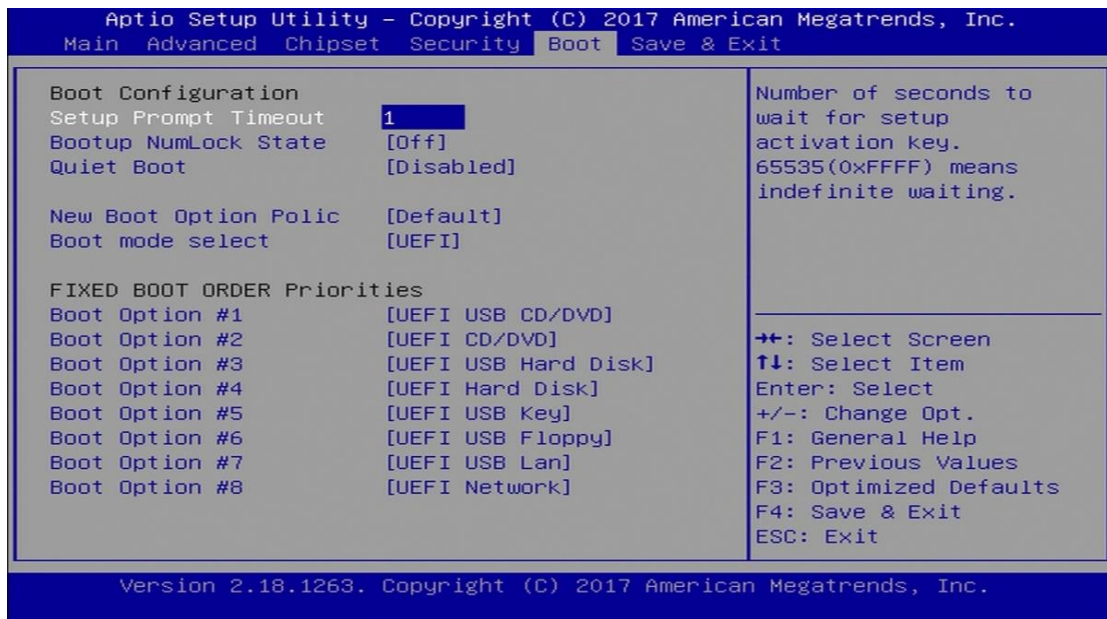 Aptio Setup Utility – Copyright (C) 2017 American Megatrends, Inc.
Main Advanced Chipset Security Boot Save & Exit
Boot Configuration
Setup Prompt Timeout 1
Bootup NumLock State [Off]
Quiet Boot [Disabled]
New Boot Option Polic [Default]
Boot mode select [UEFI]
FIXED BOOT ORDER Priorities
Boot Option #1 [UEFI USB CD/DVD]
Boot Option #2 [UEFI CD/DVD]
Boot Option #3 [UEFI USB Hard Disk]
Boot Option #4 [UEFI Hard Disk]
Boot Option #5 [UEFI USB Key]
Boot Option #6 [UEFI USB Floppy]
Boot Option #7 [UEFI USB Lan]
Boot Option #8 [UEFI Network]
Number of seconds to
wait for setup
activation key.
65535(0xFFFF) means
indefinite waiting.
→←: Select Screen
↑↓: Select Item
Enter: Select
+/-: Change Opt.
F1: General Help
F2: Previous Values
F3: Optimized Defaults
F4: Save & Exit
ESC: Exit
Version 2.18.1263. Copyright (C) 2017 American Megatrends, Inc.